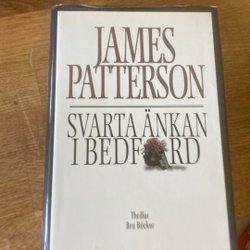 JAMES
PATTERSON
SVARTA ÄNKAN
I BEDFORD
Thriller
Bra Böcker